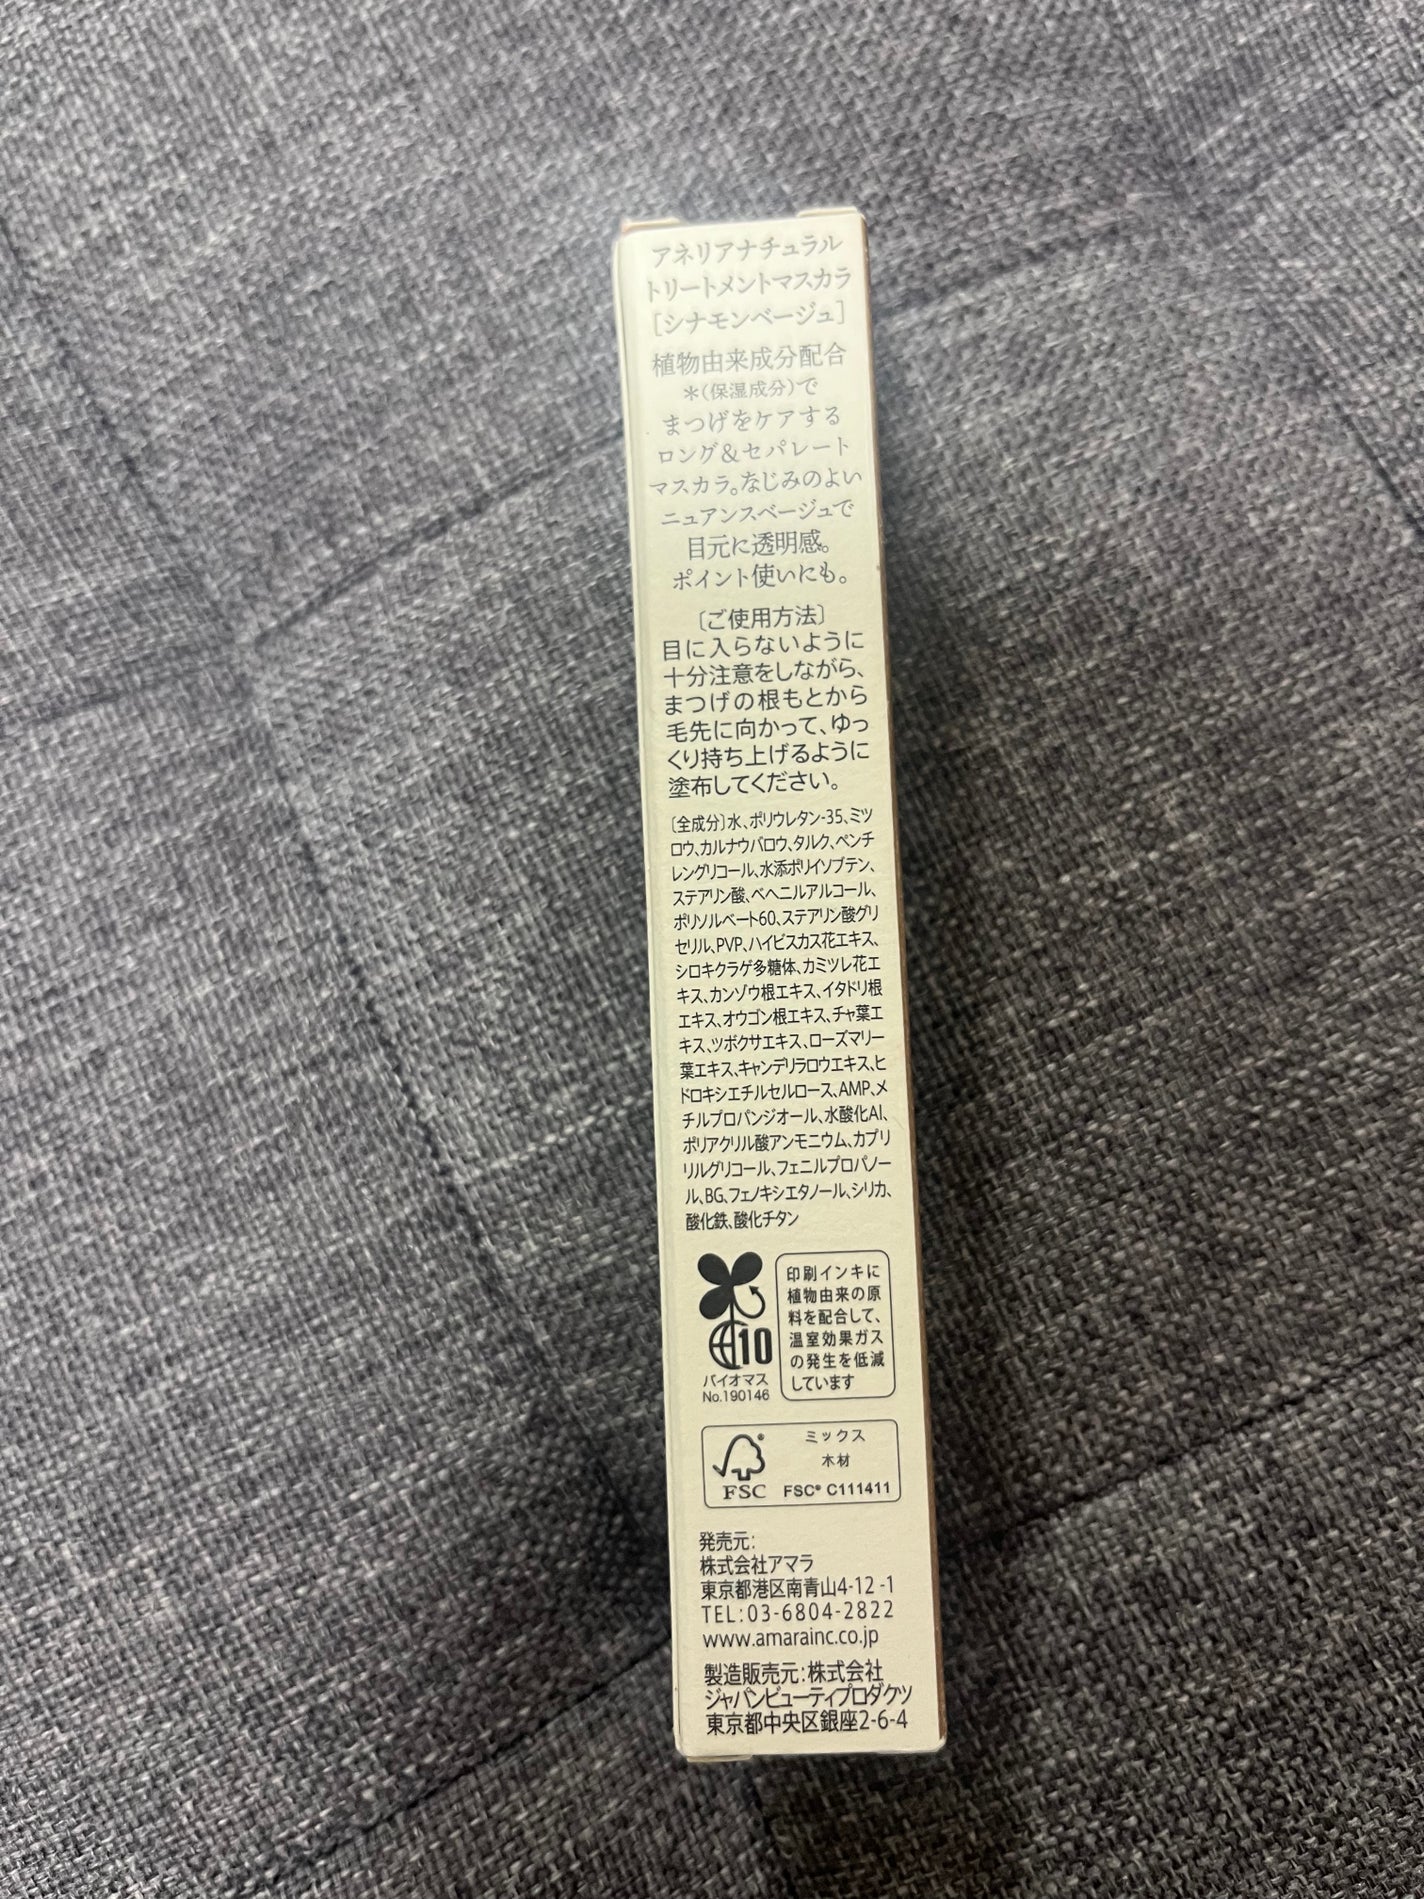 アネリアナチュラル
トリートメントマスカラ
[シナモンベージュ]
植物由来成分配合
＊(保湿成分)で
まつげをケアする
ロング＆セパレート
マスカラ。なじみのよい
ニュアンスベージュで
目元に透明感。
ポイント使いにも。
〔ご使用方法〕
目に入らないように
十分注意をしながら、
まつげの根もとから
毛先に向かって、ゆっ
くり持ち上げるように
塗布してください。
〔全成分〕水、ポリウレタン-35、ミツ
ロウ、カルナウバロウ、タルク、ペンチ
レングリコール、水添ポリイソブテン、
ステアリン酸、ベヘニルアルコール、
ポリソルベート60、ステアリン酸グリ
セリル、PVP、ハイビスカス花エキス、
シロキクラゲ多糖体、カミツレ花エ
キス、カンゾウ根エキス、イタドリ根
エキス、オウゴン根エキス、チャ葉エ
キス、ツボクサエキス、ローズマリー
葉エキス、キャンデリラロウエキス、ヒ
ドロキシエチルセルロース、AMP、メ
チルプロパンジオール、水酸化Al、
ポリアクリル酸アンモニウム、カプリ
リルグリコール、フェニルプロパノー
ル、BG、フェノキシエタノール、シリカ、
酸化鉄、酸化チタン
10
バイオマス
No.190146
印刷インキに
植物由来の原
料を配合して、
温室効果ガス
の発生を低減
しています
FSC
ミックス
木材
FSC® C111411
発売元：
株式会社アマラ
東京都港区南青山4-12 -1
TEL：03-6804-2822
www.amarainc.co.jp
製造販売元：株式会社
ジャパンビューティプロダクツ
東京都中央区銀座2-6-4